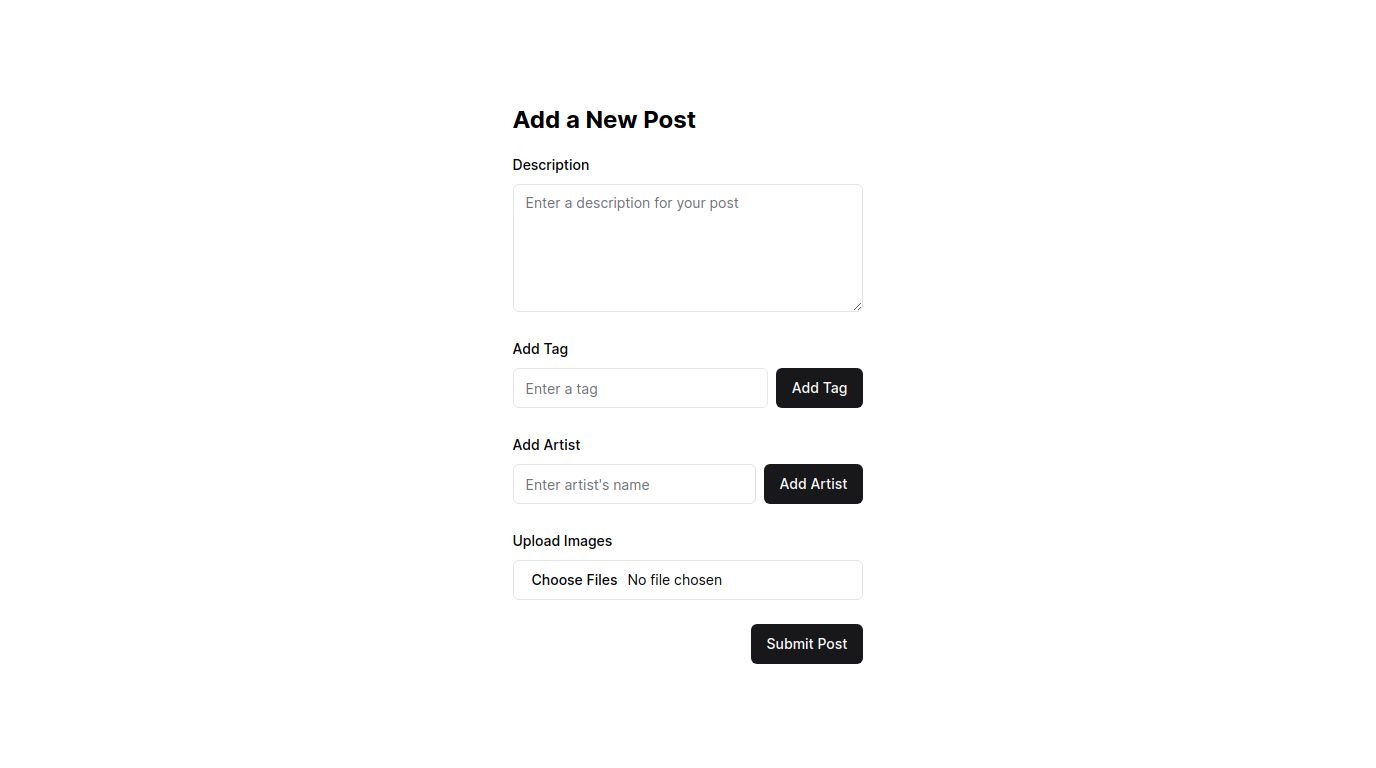 Add a New Post
Description
Enter a description for your post
Add Tag
Enter a tag
Add Tag
Add Artist
Enter artist's name
Add Artist
Upload Images
Choose Files No file chosen
Submit Post